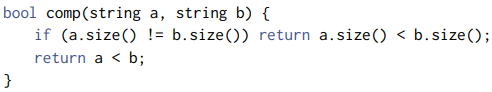 bool comp(string a, string b) {
    if (a.size() != b.size()) return a.size() < b.size();
    return a < b;
}